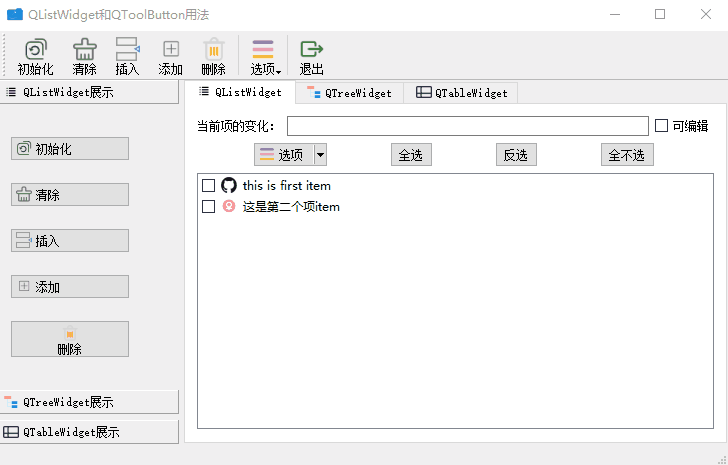 QListWidget和QToolButton用法
初始化 清除 插入 添加 删除 选项 退出
QListWidget展示
初始化
清除
插入
添加
删除
QTreeWidget展示
QTableWidget展示
QListWidget QTreeWidget QTableWidget
当前项的变化： 可编辑
选项 全选 反选 全不选
this is first item
这是第二个项item